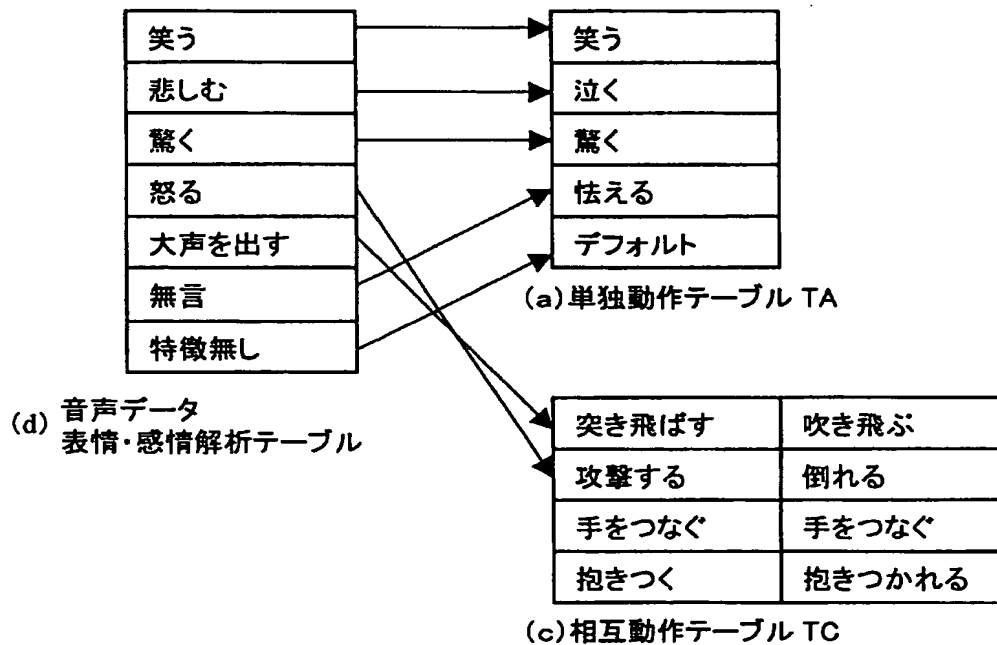 笑う
悲しむ
驚く
怒る
大声を出す
無言
特徴無し
(d) 音声データ
表情・感情解析テーブル
笑う
泣く
驚く
怯える
デフォルト
(a)単独動作テーブル TA
突き飛ばす 吹き飛ぶ
攻撃する 倒れる
手をつなぐ 手をつなぐ
抱きつく 抱きつかれる
(c)相互動作テーブル TC